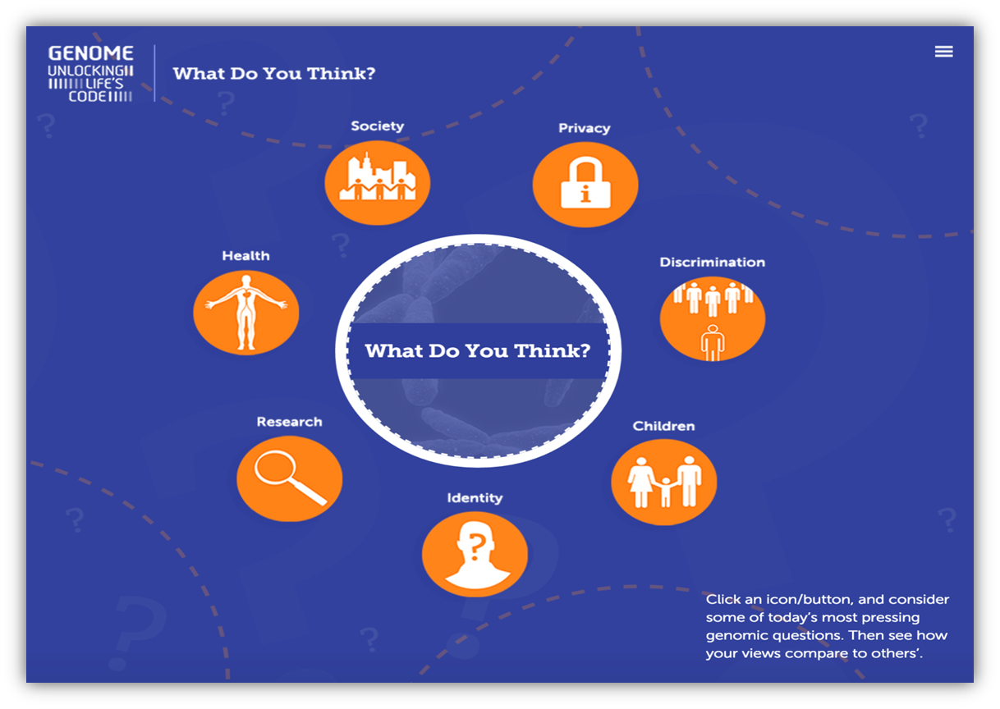 GENOME
UNLOCKING
LIFE'S
CODE
What Do You Think?
Society
Privacy
Health
Discrimination
What Do You Think?
Research
Children
Identity
Click an icon/button, and consider
some of today's most pressing
genomic questions. Then see how
your views compare to others'.